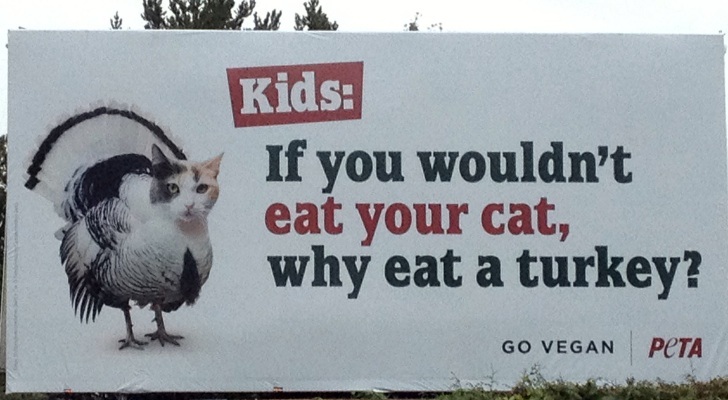 Kids:
If you wouldn't
eat your cat,
why eat a turkey?
GO VEGAN | PETA